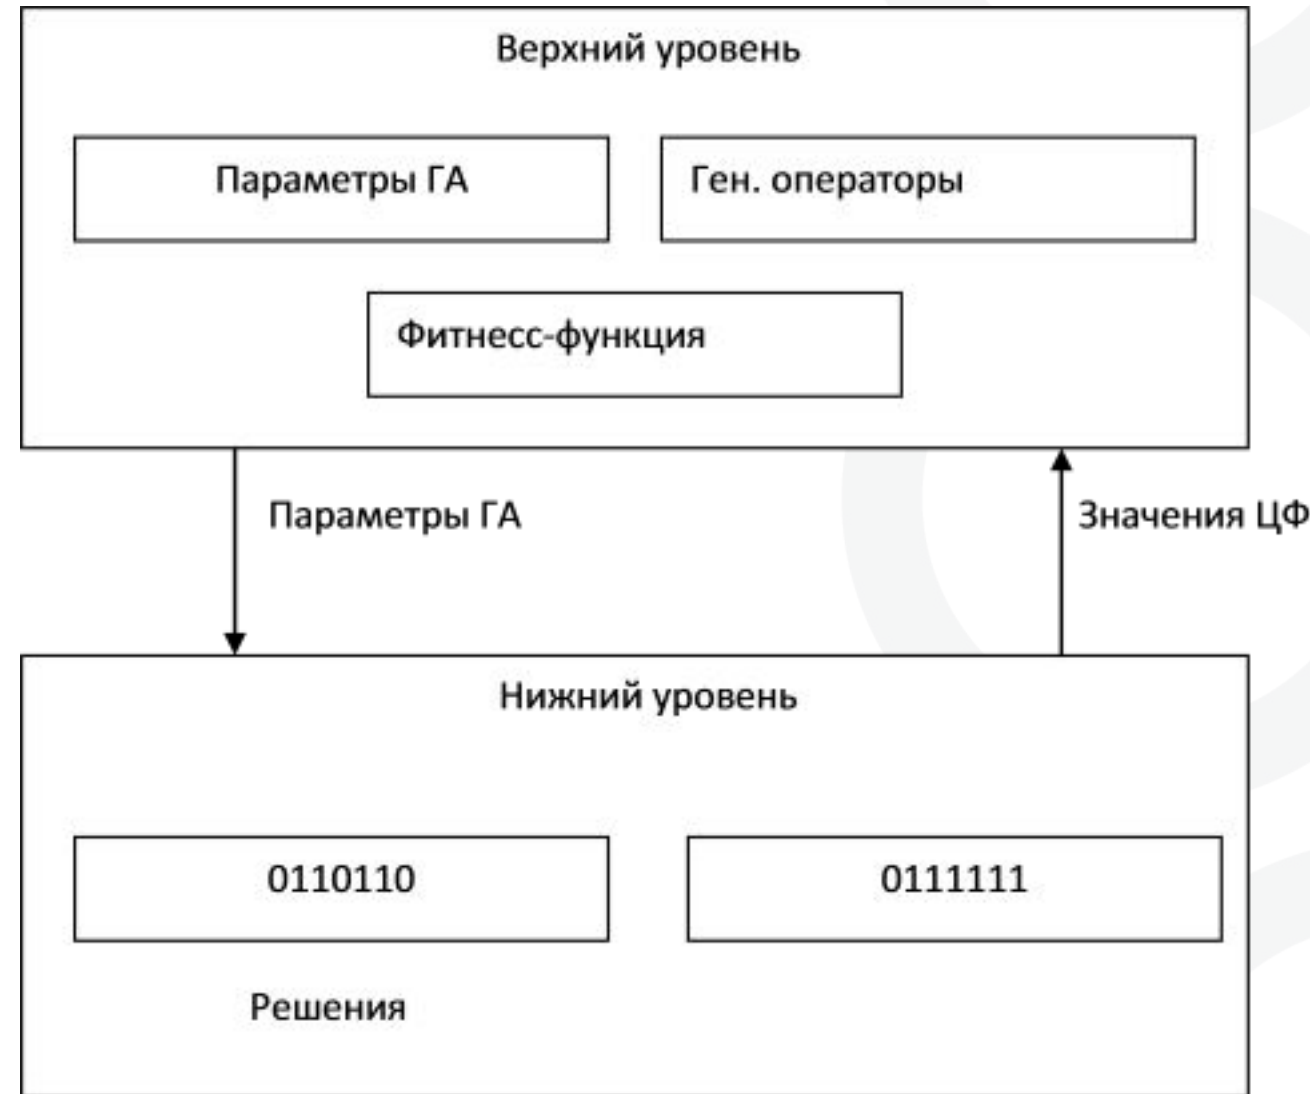 Верхний уровень
Параметры ГА
Ген. операторы
Фитнесс-функция
Параметры ГА
Значения ЦФ
Нижний уровень
0110110
0111111
Решения